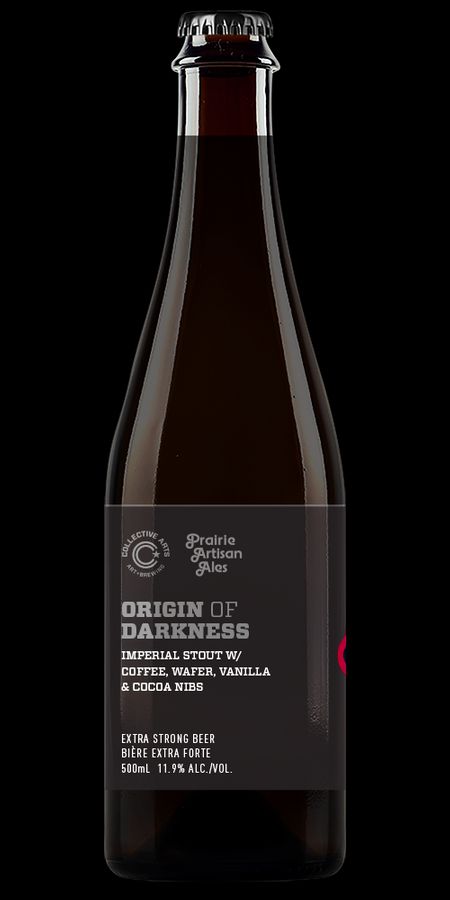 COLLECTIVE ARTS
ART + BREWING
Prairie
Artisan
Ales
ORIGIN OF
DARKNESS
IMPERIAL STOUT W/
COFFEE, WAFER, VANILLA
& COCOA NIBS
EXTRA STRONG BEER
BIÈRE EXTRA FORTE
500mL 11.9% ALC./VOL.